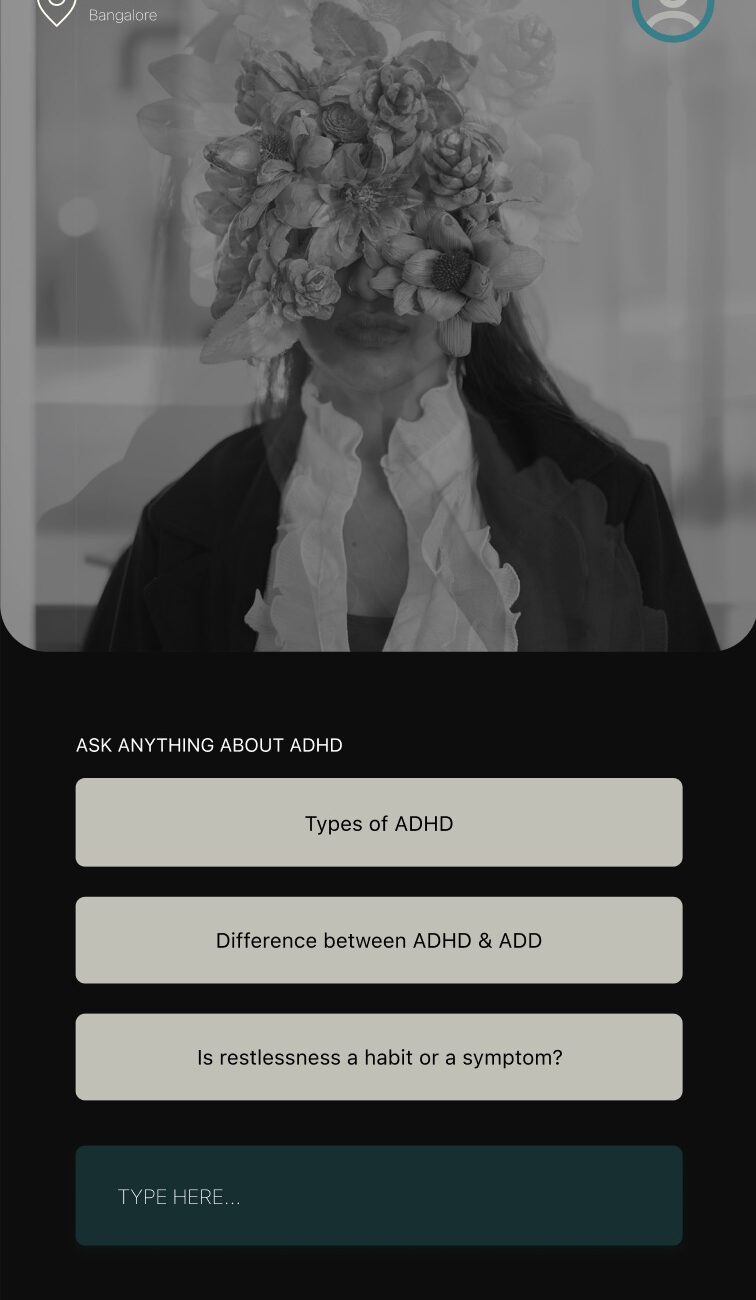 Bangalore
ASK ANYTHING ABOUT ADHD
Types of ADHD
Difference between ADHD & ADD
Is restlessness a habit or a symptom?
TYPE HERE...